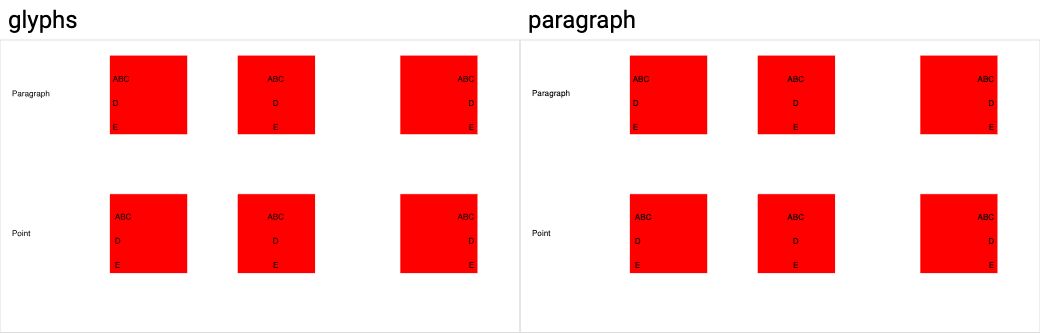 glyphs
paragraph
ABC ABC ABC
Paragraph D D D
E E E
ABC ABC ABC
Paragraph D D D
E E E
ABC ABC ABC
Point D D D
E E E
ABC ABC ABC
Point D D D
E E E